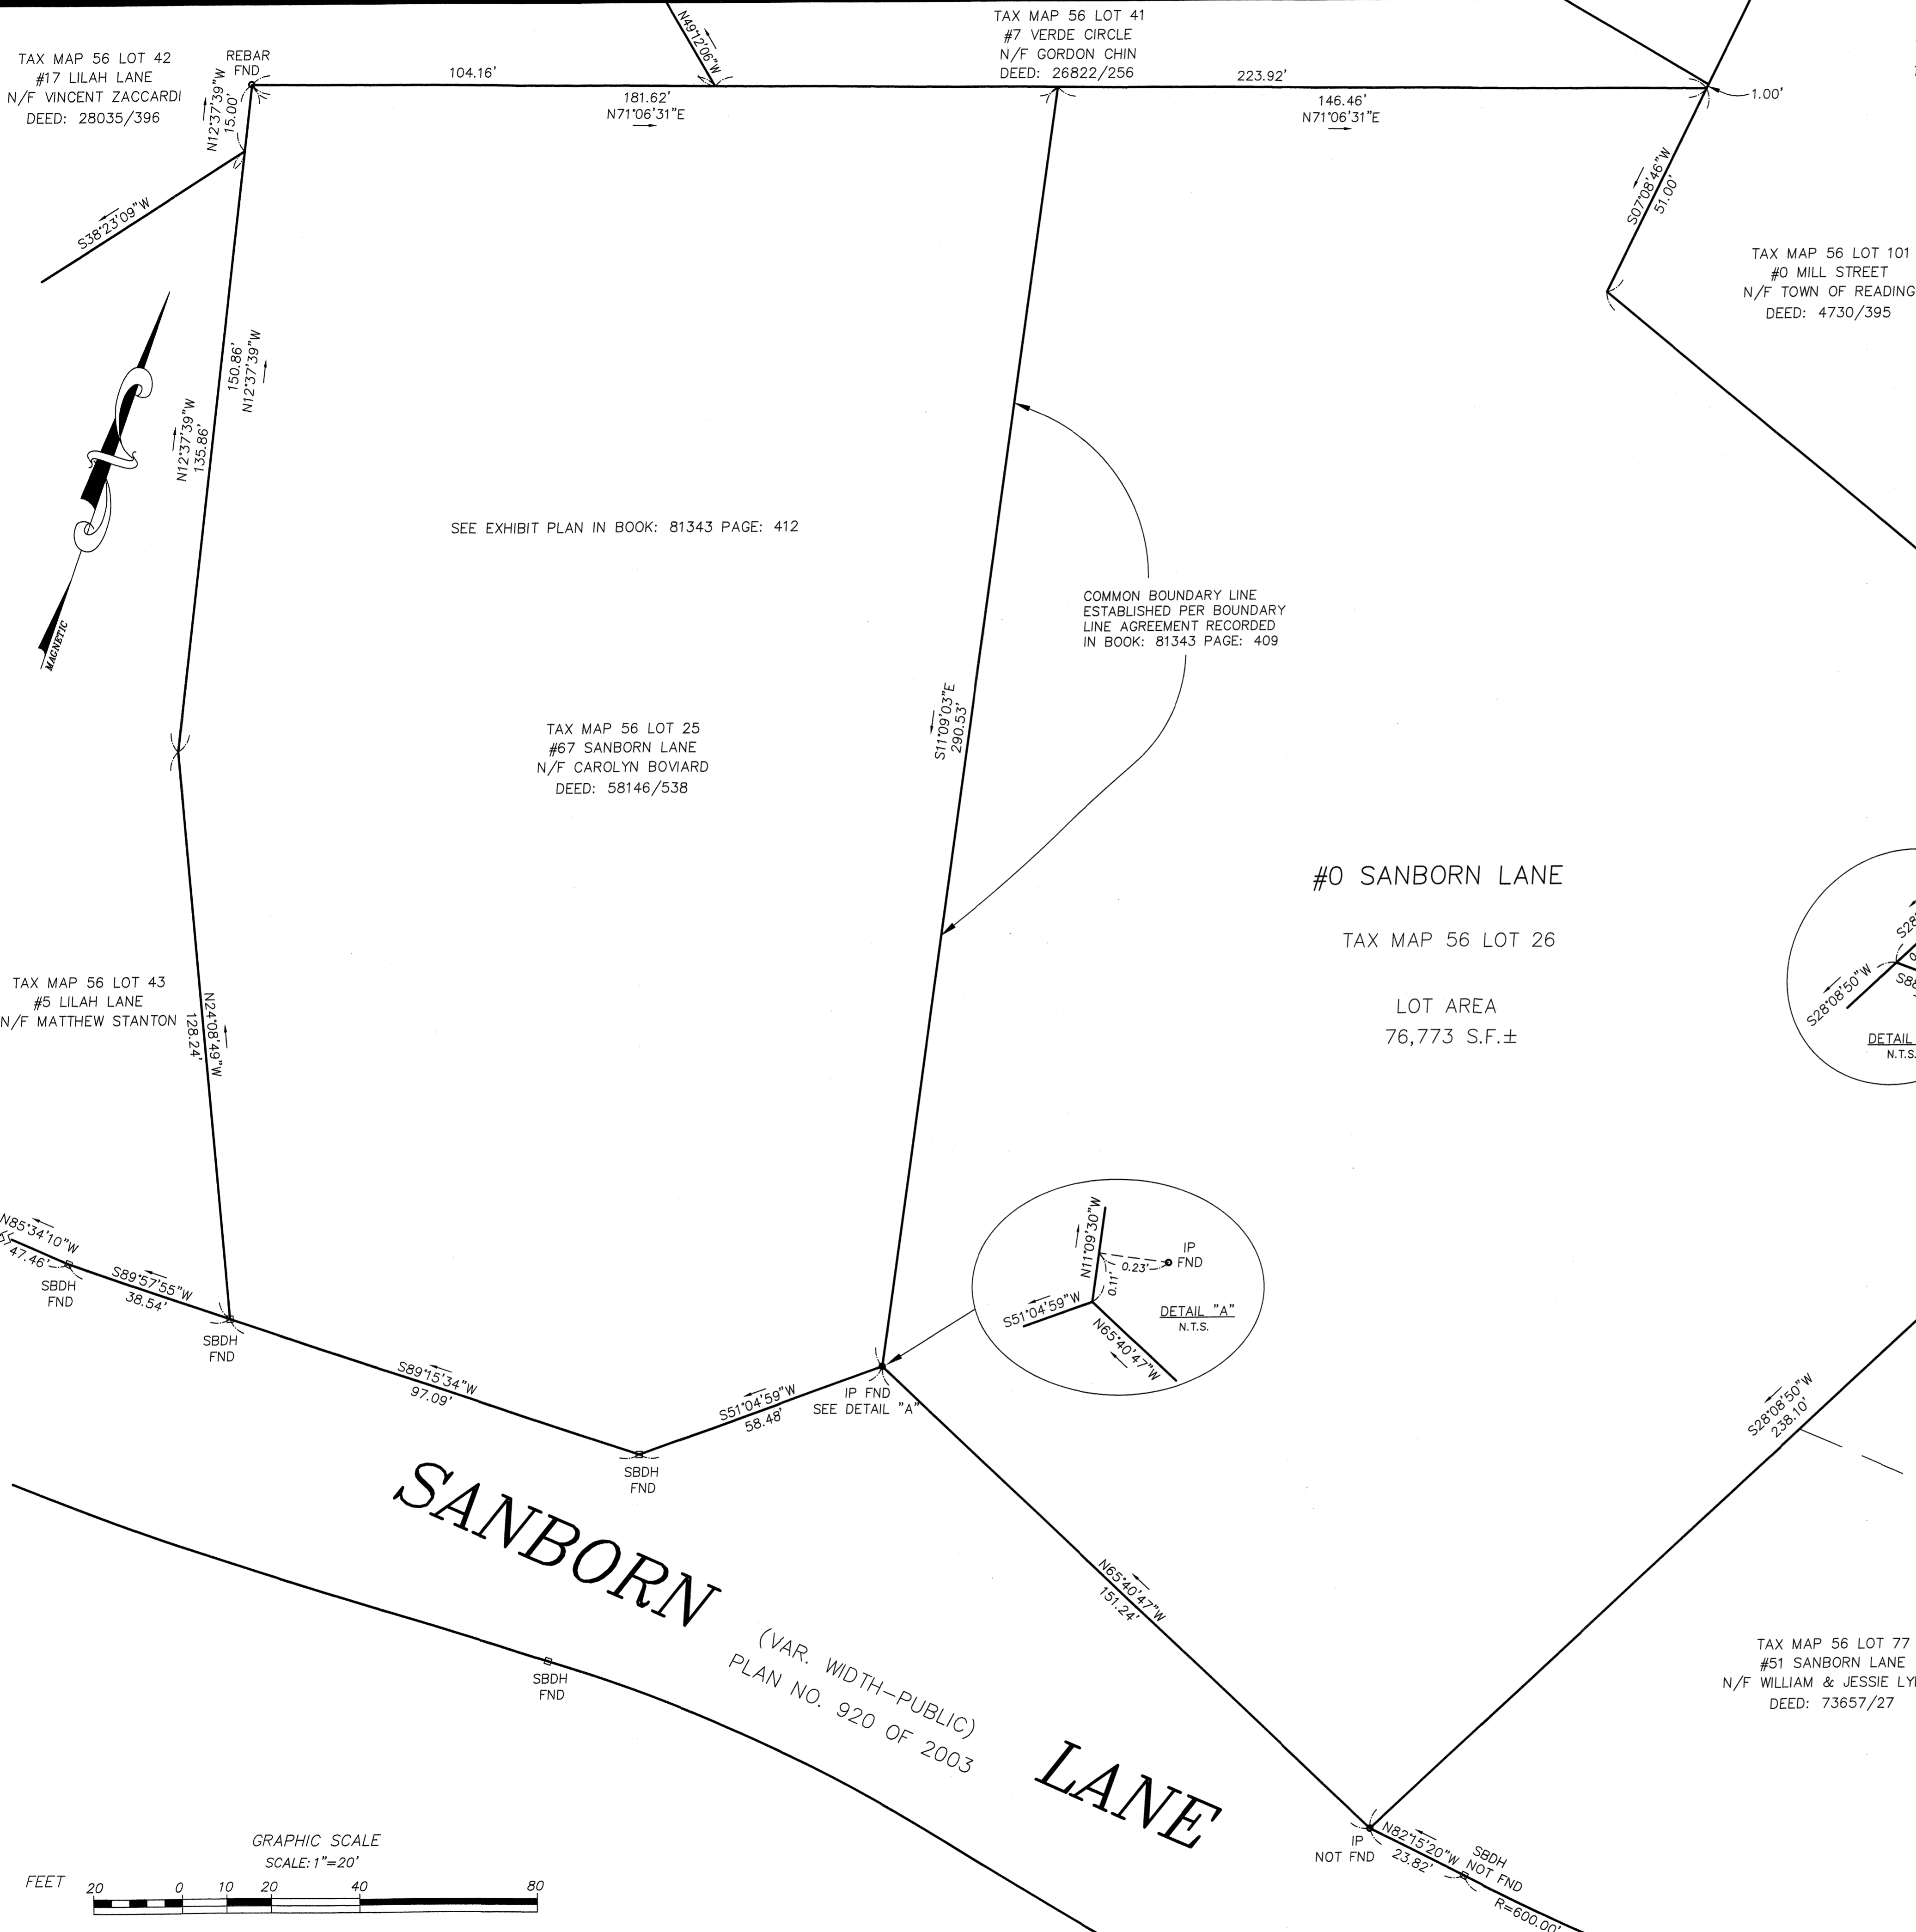 TAX MAP 56 LOT 42
#17 LILAH LANE
N/F VINCENT ZACCARDI
DEED: 28035/396
REBAR
FND
N12°37'39"W
15.00'
104.16'
N49°12'06"W
181.62'
N71°06'31"E
TAX MAP 56 LOT 41
#7 VERDE CIRCLE
N/F GORDON CHIN
DEED: 26822/256
223.92'
146.46'
N71°06'31"E
1.00'
S07°08'46"W
51.00'
S38°23'09"W
TAX MAP 56 LOT 101
#0 MILL STREET
N/F TOWN OF READING
DEED: 4730/395
MAGNETIC
150.86'
N12°37'39"W
N12°37'39"W
135.86'
SEE EXHIBIT PLAN IN BOOK: 81343 PAGE: 412
COMMON BOUNDARY LINE
ESTABLISHED PER BOUNDARY
LINE AGREEMENT RECORDED
IN BOOK: 81343 PAGE: 409
S11°09'03"E
290.53'
TAX MAP 56 LOT 25
#67 SANBORN LANE
N/F CAROLYN BOVIARD
DEED: 58146/538
#0 SANBORN LANE
TAX MAP 56 LOT 26
LOT AREA
76,773 S.F.±
S28°
0
S88
S28°08'50"W
DETAIL
N.T.S.
TAX MAP 56 LOT 43
#5 LILAH LANE
N/F MATTHEW STANTON
N24°08'49"W
128.24'
N85°34'10"W
47.46'
SBDH
FND
S89°57'55"W
38.54'
SBDH
FND
S89°15'34"W
97.09'
SBDH
FND
S51°04'59"W
58.48'
IP FND
SEE DETAIL "A"
N11°09'30"W
IP
FND
0.23'
0.11'
S51°04'59"W
N65°40'47"W
DETAIL "A"
N.T.S.
S28°08'50"W
238.10'
N65°40'47"W
151.24'
SANBORN
LANE
(VAR. WIDTH-PUBLIC)
PLAN NO. 920 OF 2003
SBDH
FND
TAX MAP 56 LOT 77
#51 SANBORN LANE
N/F WILLIAM & JESSIE
DEED: 73657/27
IP
NOT FND
N82°15'20"W
23.82'
SBDH
NOT FND
R=600.00'
GRAPHIC SCALE
SCALE: 1"=20'
FEET
20 0 10 20 40 80